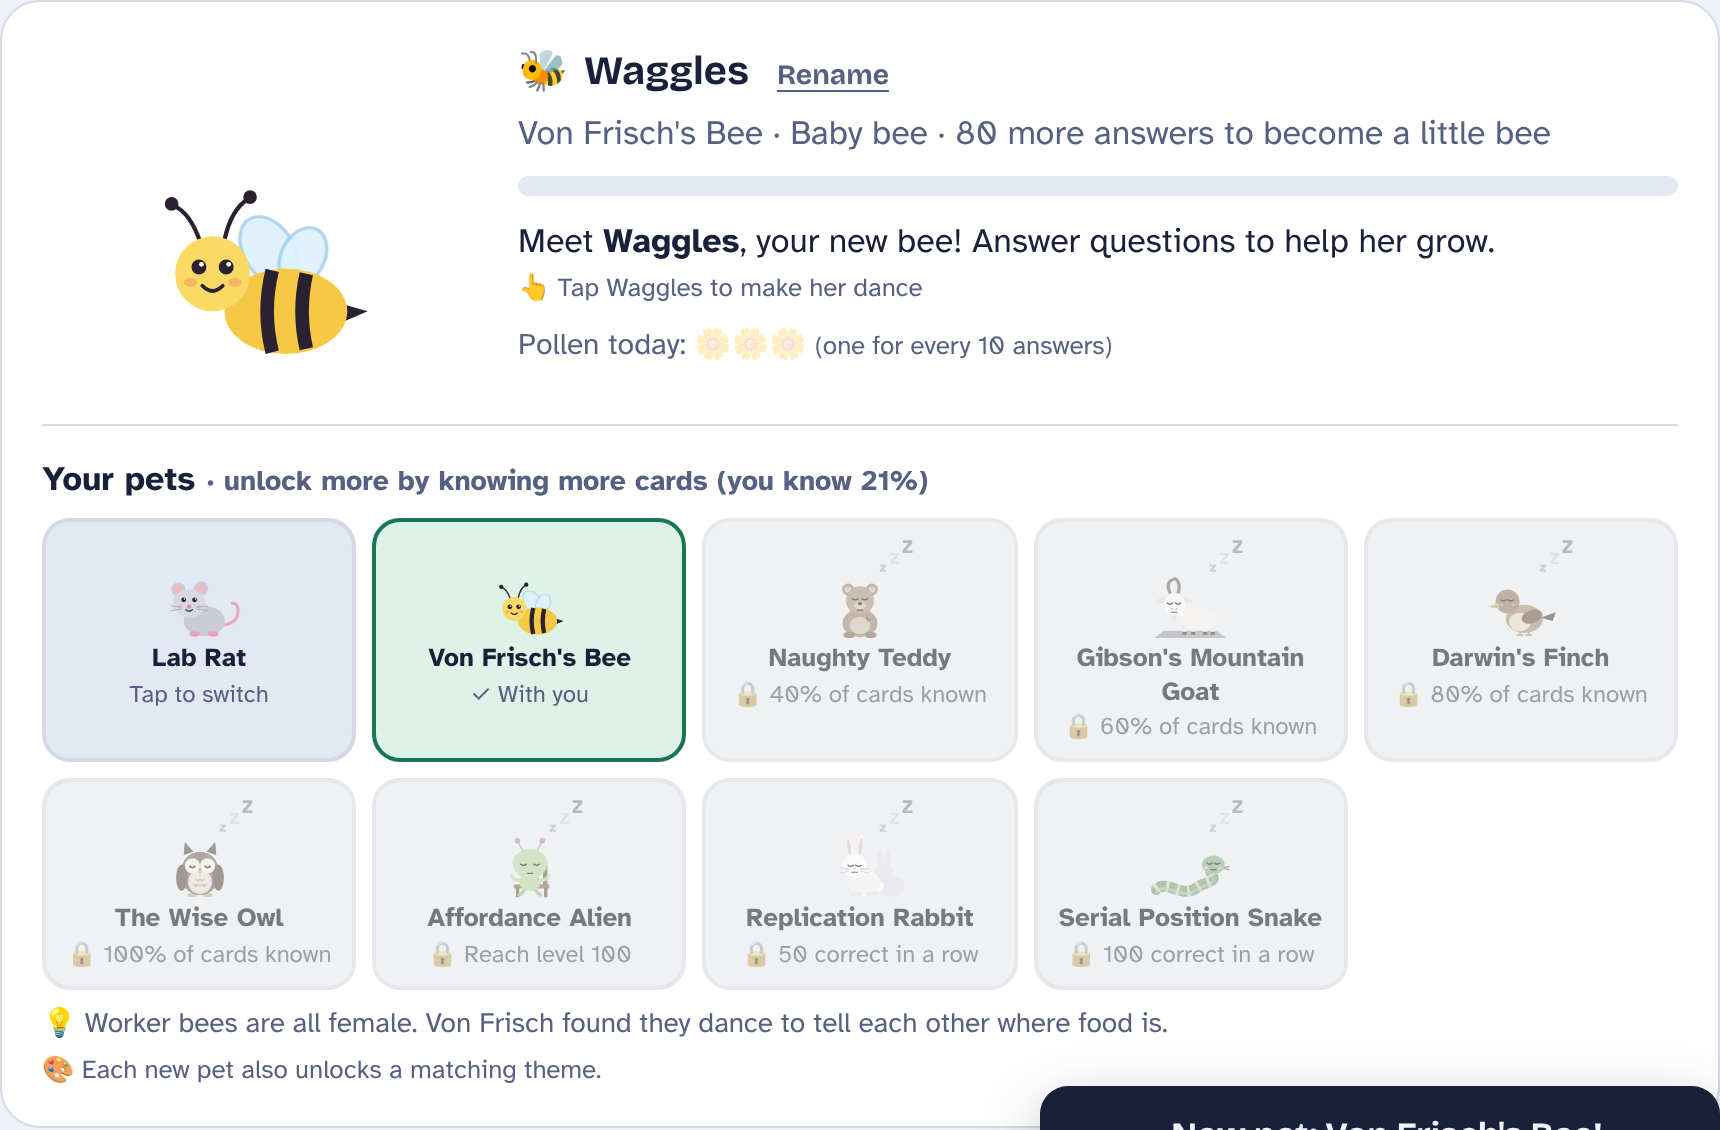 Waggles Rename
Von Frisch's Bee · Baby bee · 80 more answers to become a little bee
Meet Waggles, your new bee! Answer questions to help her grow.
Tap Waggles to make her dance
Pollen today: (one for every 10 answers)
Your pets · unlock more by knowing more cards (you know 21%)
Lab Rat
Tap to switch
Von Frisch's Bee
✓ With you
z z Z
Naughty Teddy
40% of cards known
z z Z
Gibson's Mountain
Goat
60% of cards known
z z Z
Darwin's Finch
80% of cards known
z z Z
The Wise Owl
100% of cards known
z z Z
Affordance Alien
Reach level 100
z z Z
Replication Rabbit
50 correct in a row
z z Z
Serial Position Snake
100 correct in a row
Worker bees are all female. Von Frisch found they dance to tell each other where food is.
Each new pet also unlocks a matching theme.
New pet: Von Frisch's Bee!